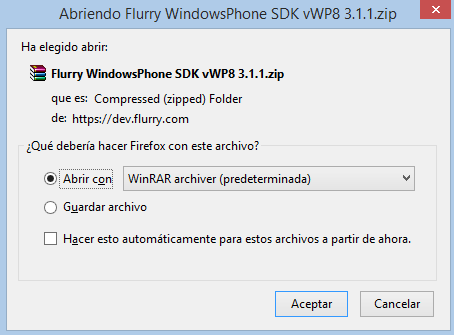 Abriendo Flurry WindowsPhone SDK vWP8 3.1.1.zip
Ha elegido abrir:
Flurry WindowsPhone SDK vWP8 3.1.1.zip
que es: Compressed (zipped) Folder
de: https://dev.flurry.com
¿Qué debería hacer Firefox con este archivo?
Abrir con WinRAR archiver (predeterminada)
Guardar archivo
Hacer esto automáticamente para estos archivos a partir de ahora.
Aceptar Cancelar